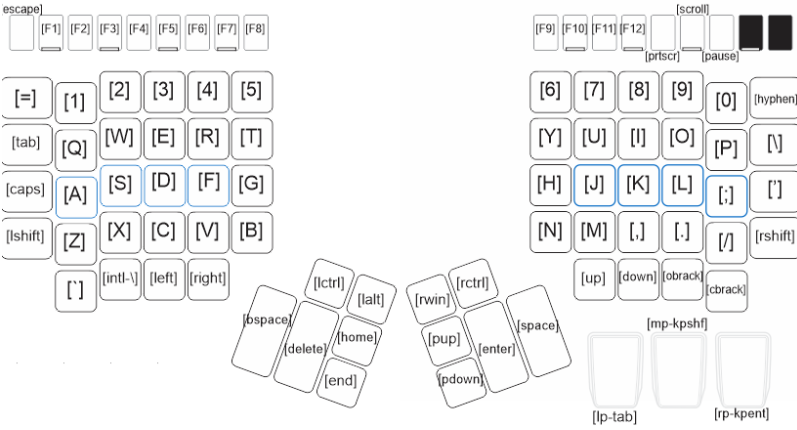 escape] [scroll]
[F1] [F2] [F3] [F4] [F5] [F6] [F7] [F8] [F9] [F10] [F11] [F12]
[prtscr] [pause]
[=] [1] [2] [3] [4] [5] [6] [7] [8] [9] [0] [hyphen]
[tab] [Q] [W] [E] [R] [T] [Y] [U] [I] [O] [P] [\]
[caps] [A] [S] [D] [F] [G] [H] [J] [K] [L] [;] [']
[lshift] [Z] [X] [C] [V] [B] [N] [M] [,] [.] [/] [rshift]
[`] [intl-\] [left] [right] [up] [down] [obrack] [cbrack]
[lctrl] [lalt] [rwin] [rctrl]
[bspace] [delete] [home] [pup] [enter] [space]
[end] [pdown]
[mp-kpshf]
[lp-tab] [rp-kpent]